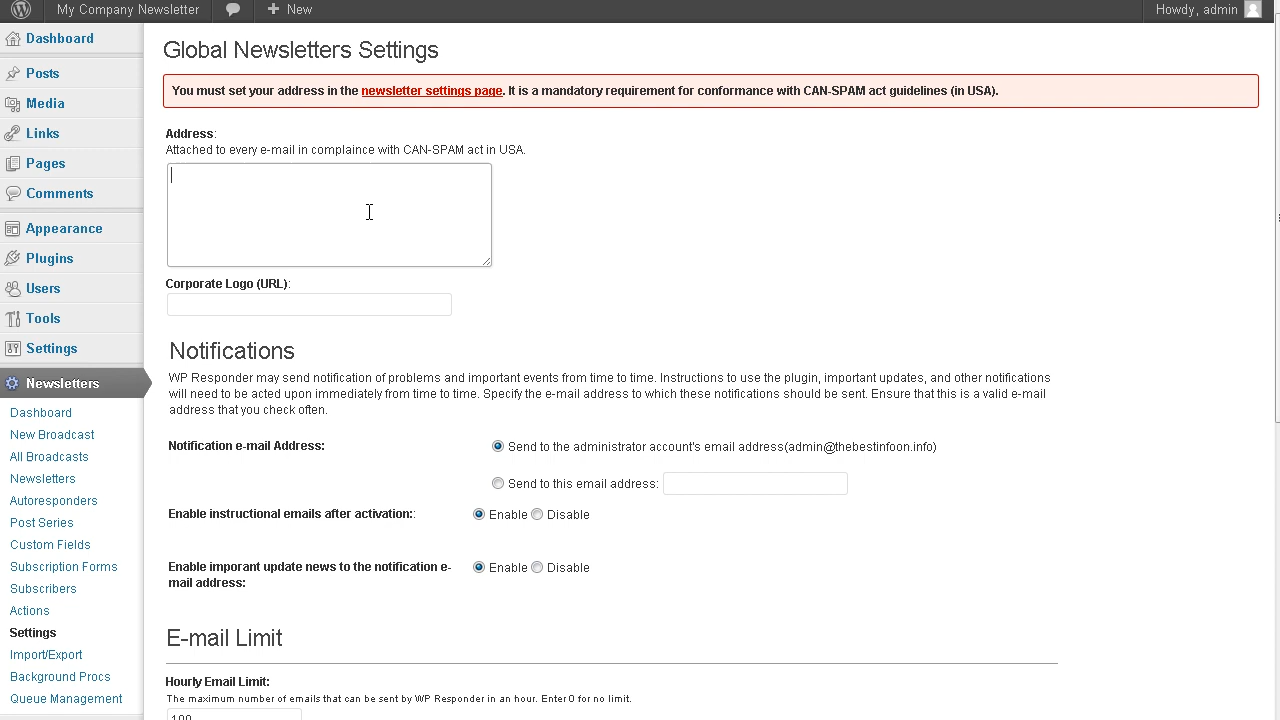 My Company Newsletter
New
Howdy, admin
Dashboard
Posts
Media
Links
Pages
Comments
Appearance
Plugins
Users
Tools
Settings
Newsletters
Dashboard
New Broadcast
All Broadcasts
Newsletters
Autoresponders
Post Series
Custom Fields
Subscription Forms
Subscribers
Actions
Settings
Import/Export
Background Procs
Queue Management
Global Newsletters Settings
You must set your address in the newsletter settings page. It is a mandatory requirement for conformance with CAN-SPAM act guidelines (in USA).
Address:
Attached to every e-mail in complaince with CAN-SPAM act in USA.
Corporate Logo (URL):
Notifications
WP Responder may send notification of problems and important events from time to time. Instructions to use the plugin, important updates, and other notifications
will need to be acted upon immediately from time to time. Specify the e-mail address to which these notifications should be sent. Ensure that this is a valid e-mail
address that you check often.
Notification e-mail Address:
Send to the administrator account's email address(admin@thebestinfoon.info)
Send to this email address:
Enable instructional emails after activation::
Enable Disable
Enable imporant update news to the notification e-
mail address:
Enable Disable
E-mail Limit
Hourly Email Limit:
The maximum number of emails that can be sent by WP Responder in an hour. Enter 0 for no limit.
100